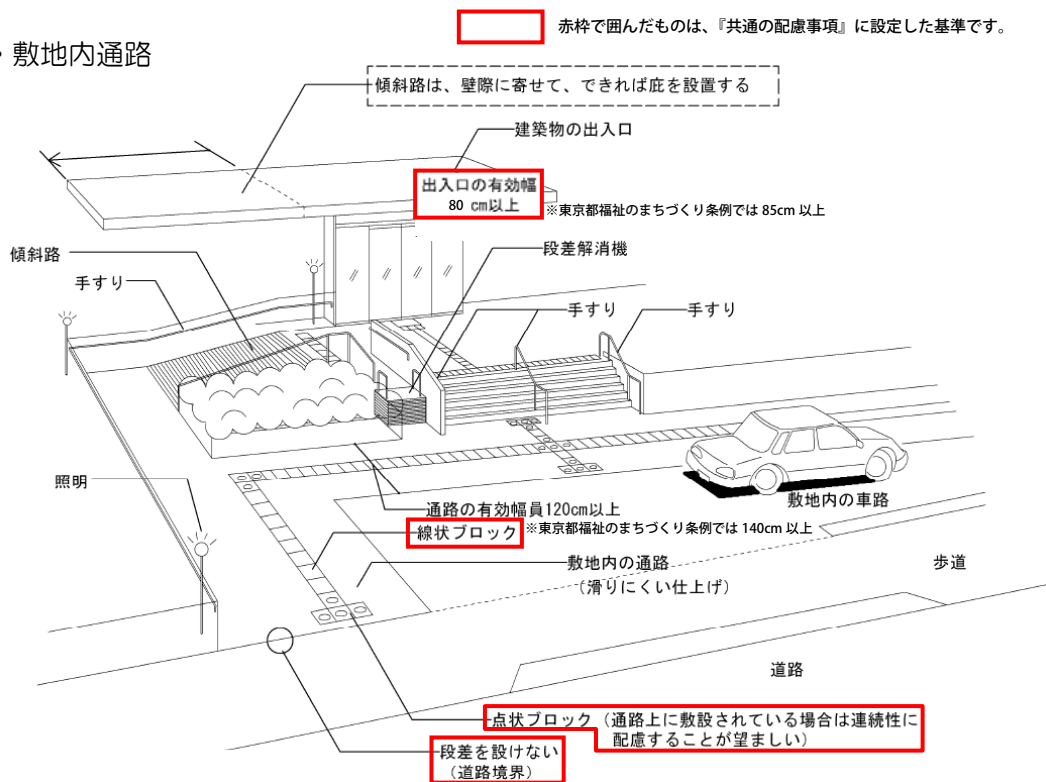 赤枠で囲んだものは、『共通の配慮事項』に設定した基準です。
・敷地内通路
傾斜路は、壁際に寄せて、できれば庇を設置する
建築物の出入口
出入口の有効幅
80 cm以上
※東京都福祉のまちづくり条例では 85cm 以上
傾斜路
段差解消機
手すり
手すり
手すり
照明
敷地内の車路
通路の有効幅員120cm以上
線状ブロック
※東京都福祉のまちづくり条例では 140cm 以上
敷地内の通路
(滑りにくい仕上げ)
歩道
道路
点状ブロック(通路上に敷設されている場合は連続性に
配慮することが望ましい)
段差を設けない
(道路境界)